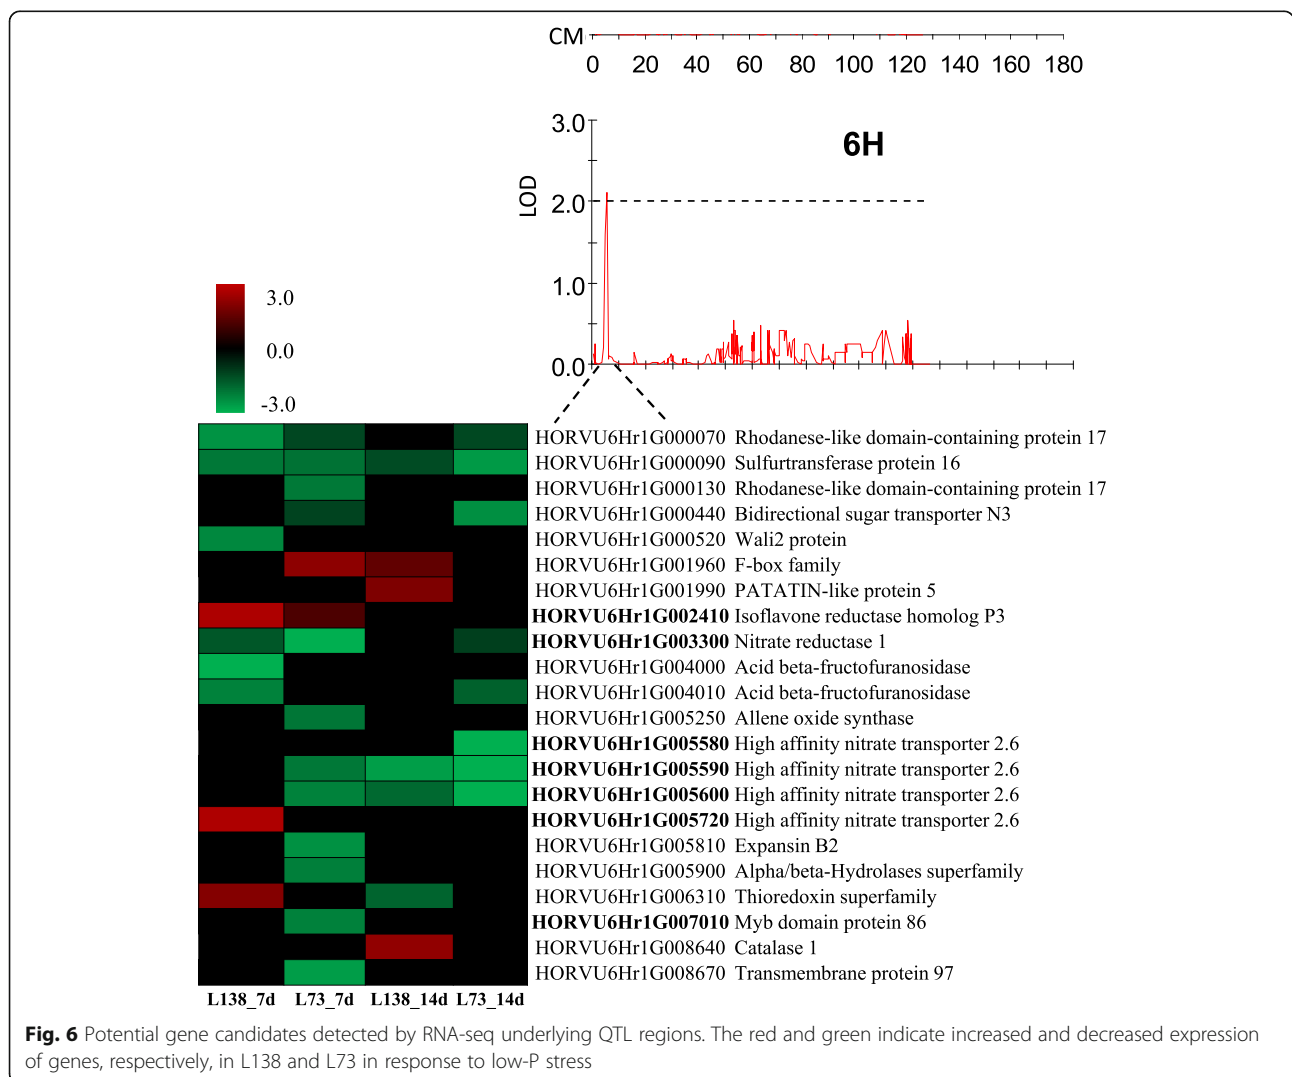 CM
0 20 40 60 80 100 120 140 160 180
3.0
6H
LOD
2.0
1.0
0.0
3.0
0.0
-3.0
HORVU6Hr1G000070 Rhodanese-like domain-containing protein 17
HORVU6Hr1G000090 Sulfurtransferase protein 16
HORVU6Hr1G000130 Rhodanese-like domain-containing protein 17
HORVU6Hr1G000440 Bidirectional sugar transporter N3
HORVU6Hr1G000520 Wali2 protein
HORVU6Hr1G001960 F-box family
HORVU6Hr1G001990 PATATIN-like protein 5
HORVU6Hr1G002410 Isoflavone reductase homolog P3
HORVU6Hr1G003300 Nitrate reductase 1
HORVU6Hr1G004000 Acid beta-fructofuranosidase
HORVU6Hr1G004010 Acid beta-fructofuranosidase
HORVU6Hr1G005250 Allene oxide synthase
HORVU6Hr1G005580 High affinity nitrate transporter 2.6
HORVU6Hr1G005590 High affinity nitrate transporter 2.6
HORVU6Hr1G005600 High affinity nitrate transporter 2.6
HORVU6Hr1G005720 High affinity nitrate transporter 2.6
HORVU6Hr1G005810 Expansin B2
HORVU6Hr1G005900 Alpha/beta-Hydrolases superfamily
HORVU6Hr1G006310 Thioredoxin superfamily
HORVU6Hr1G007010 Myb domain protein 86
HORVU6Hr1G008640 Catalase 1
HORVU6Hr1G008670 Transmembrane protein 97
L138_7d L73_7d L138_14d L73_14d
Fig. 6 Potential gene candidates detected by RNA-seq underlying QTL regions. The red and green indicate increased and decreased expression
of genes, respectively, in L138 and L73 in response to low-P stress